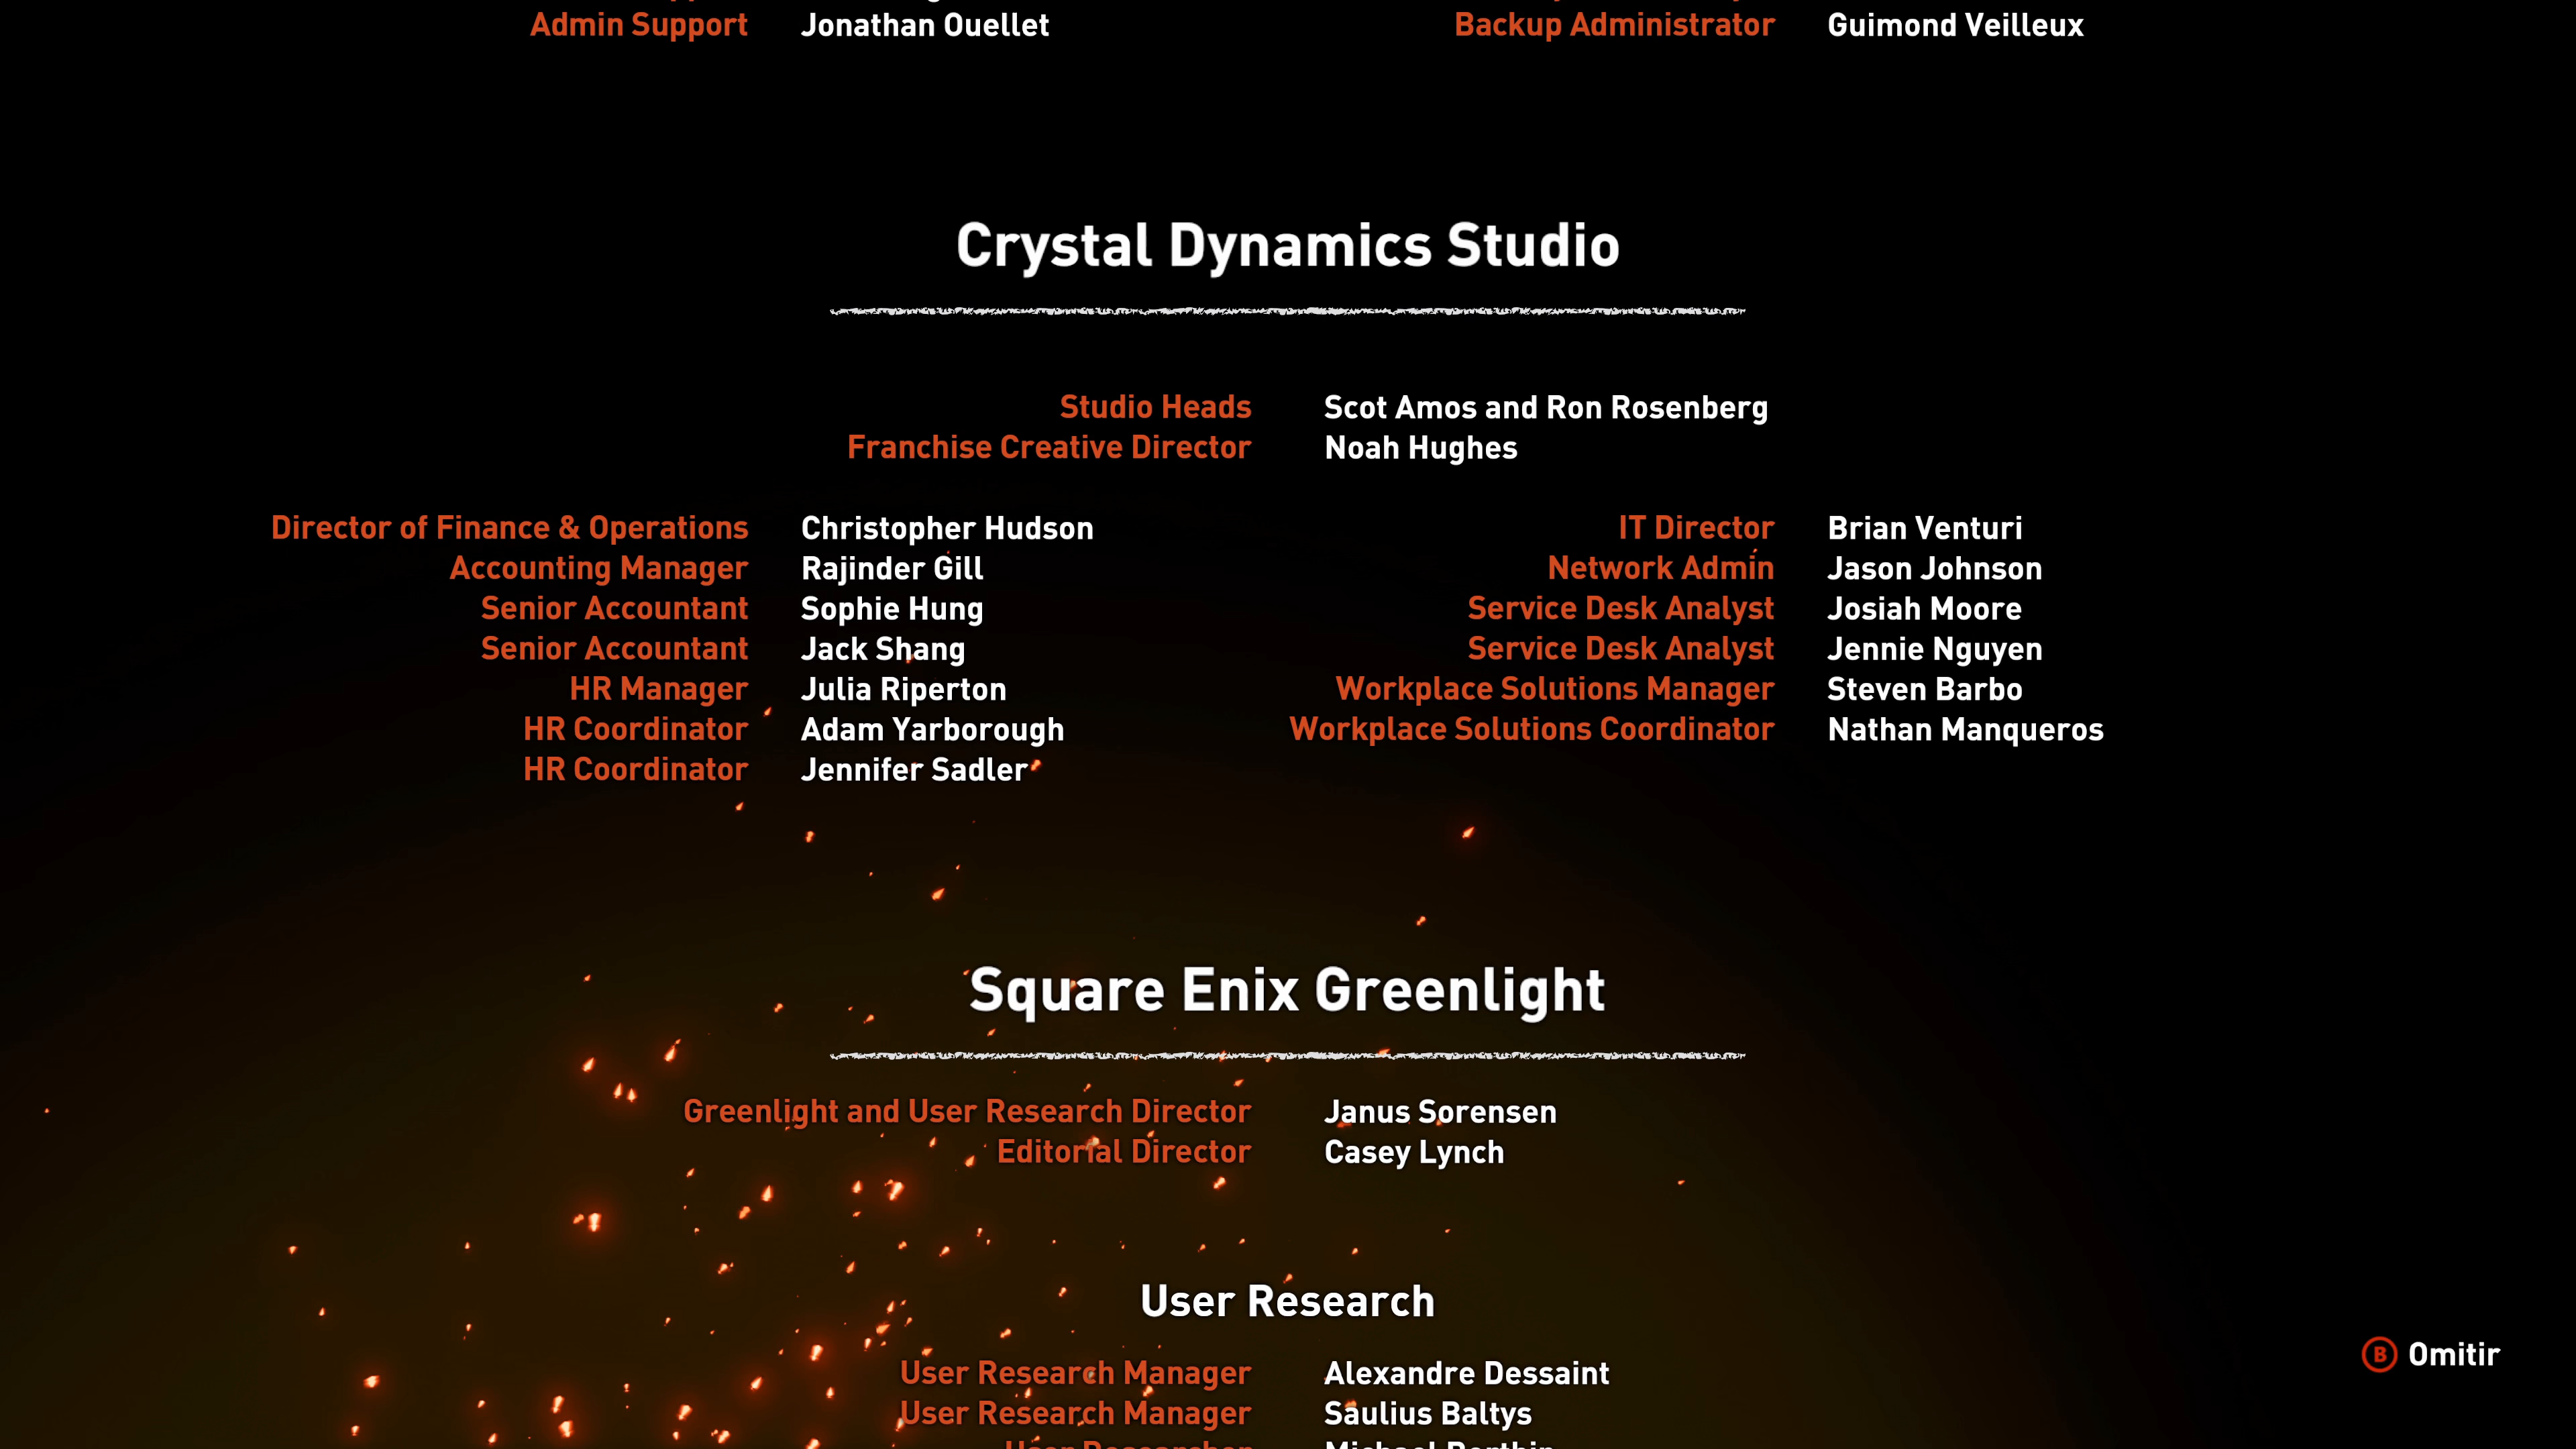 Admin Support Jonathan Ouellet Backup Administrator Guimond Veilleux
Crystal Dynamics Studio
Studio Heads Scot Amos and Ron Rosenberg
Franchise Creative Director Noah Hughes
Director of Finance & Operations Christopher Hudson IT Director Brian Venturi
Accounting Manager Rajinder Gill Network Admin Jason Johnson
Senior Accountant Sophie Hung Service Desk Analyst Josiah Moore
Senior Accountant Jack Shang Service Desk Analyst Jennie Nguyen
HR Manager Julia Riperton Workplace Solutions Manager Steven Barbo
HR Coordinator Adam Yarborough Workplace Solutions Coordinator Nathan Manqueros
HR Coordinator Jennifer Sadler
Square Enix Greenlight
Greenlight and User Research Director Janus Sorensen
Editorial Director Casey Lynch
User Research
B Omitir
User Research Manager Alexandre Dessaint
User Research Manager Saulius Baltys